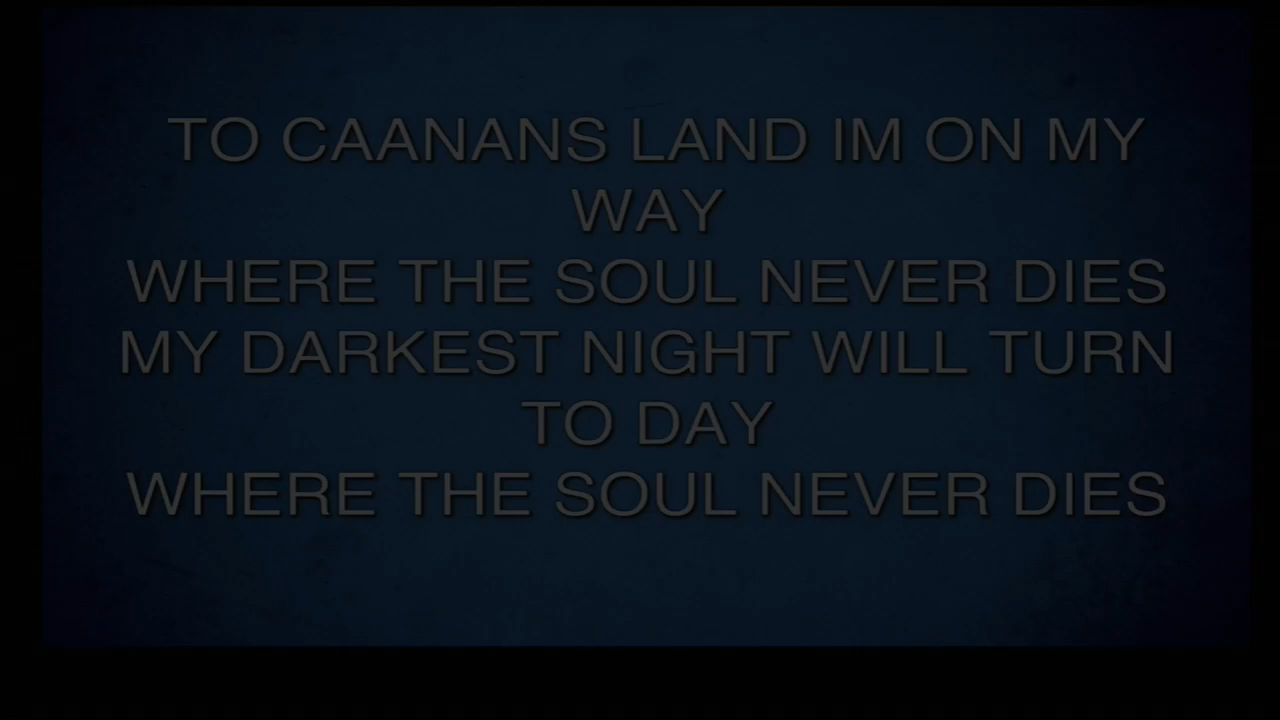 TO CAANANS LAND IM ON MY
WAY
WHERE THE SOUL NEVER DIES
MY DARKEST NIGHT WILL TURN
TO DAY
WHERE THE SOUL NEVER DIES